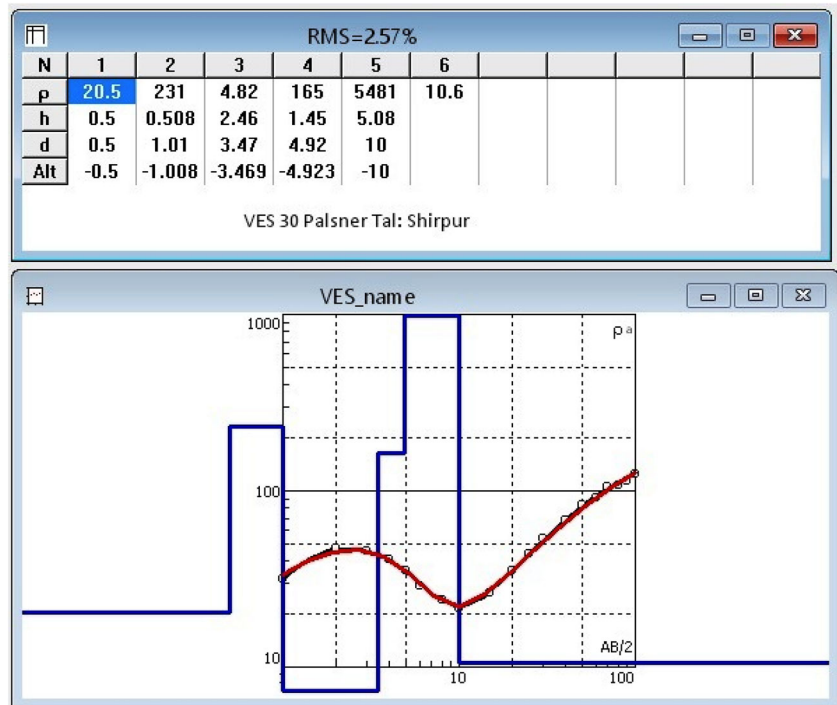 RMS=2.57%
N 1 2 3 4 5 6
ρ 20.5 231 4.82 165 5481 10.6
h 0.5 0.508 2.46 1.45 5.08
d 0.5 1.01 3.47 4.92 10
Alt -0.5 -1.008 -3.469 -4.923 -10
VES 30 Palsner Tal: Shirpur
VES_name
1000
ρa
100
10
AB/2
10 100